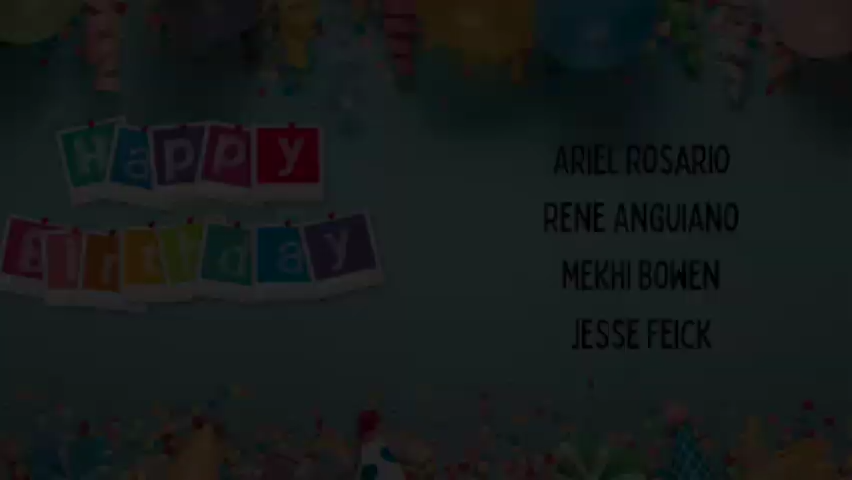 Happy
Birthday
ARIEL ROSARIO
RENE ANGUIANO
MEKHI BOWEN
JESSE FEICK